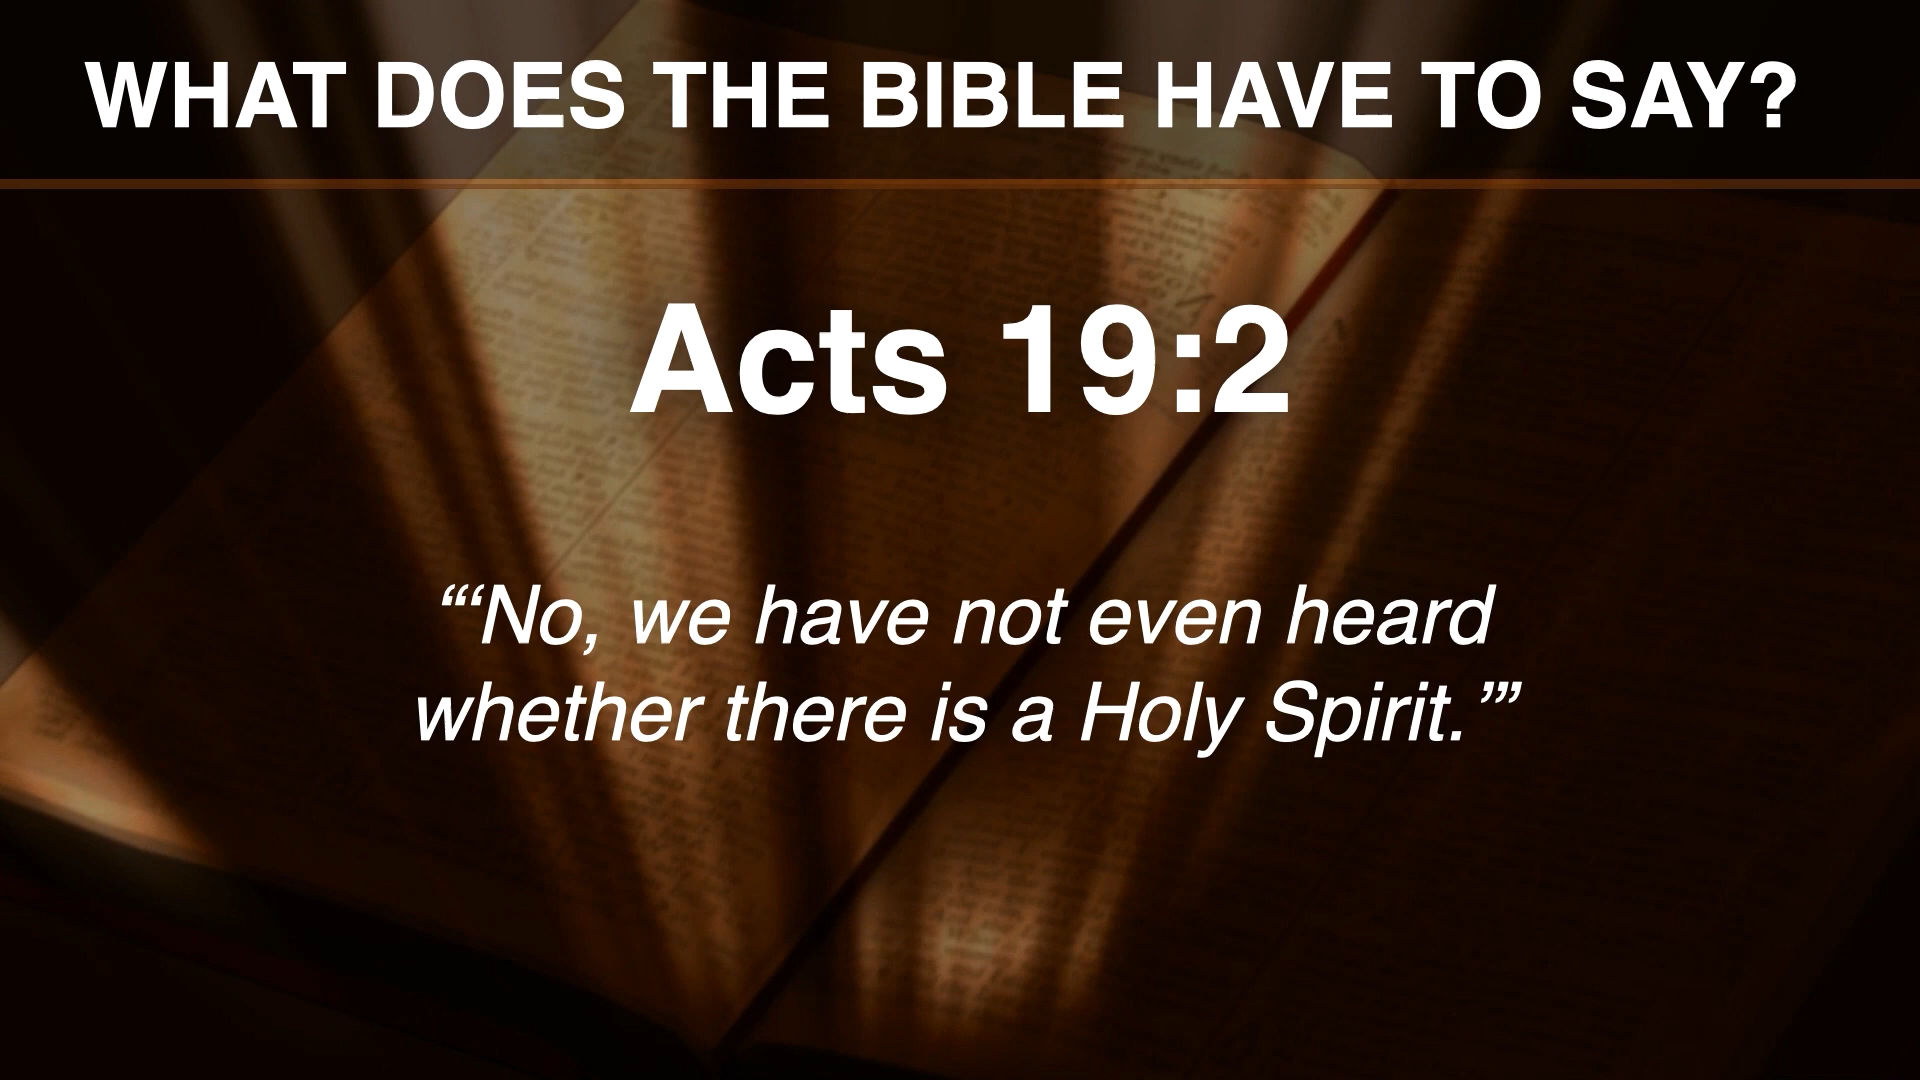 WHAT DOES THE BIBLE HAVE TO SAY?
Acts 19:2
“‘No, we have not even heard
whether there is a Holy Spirit.’”